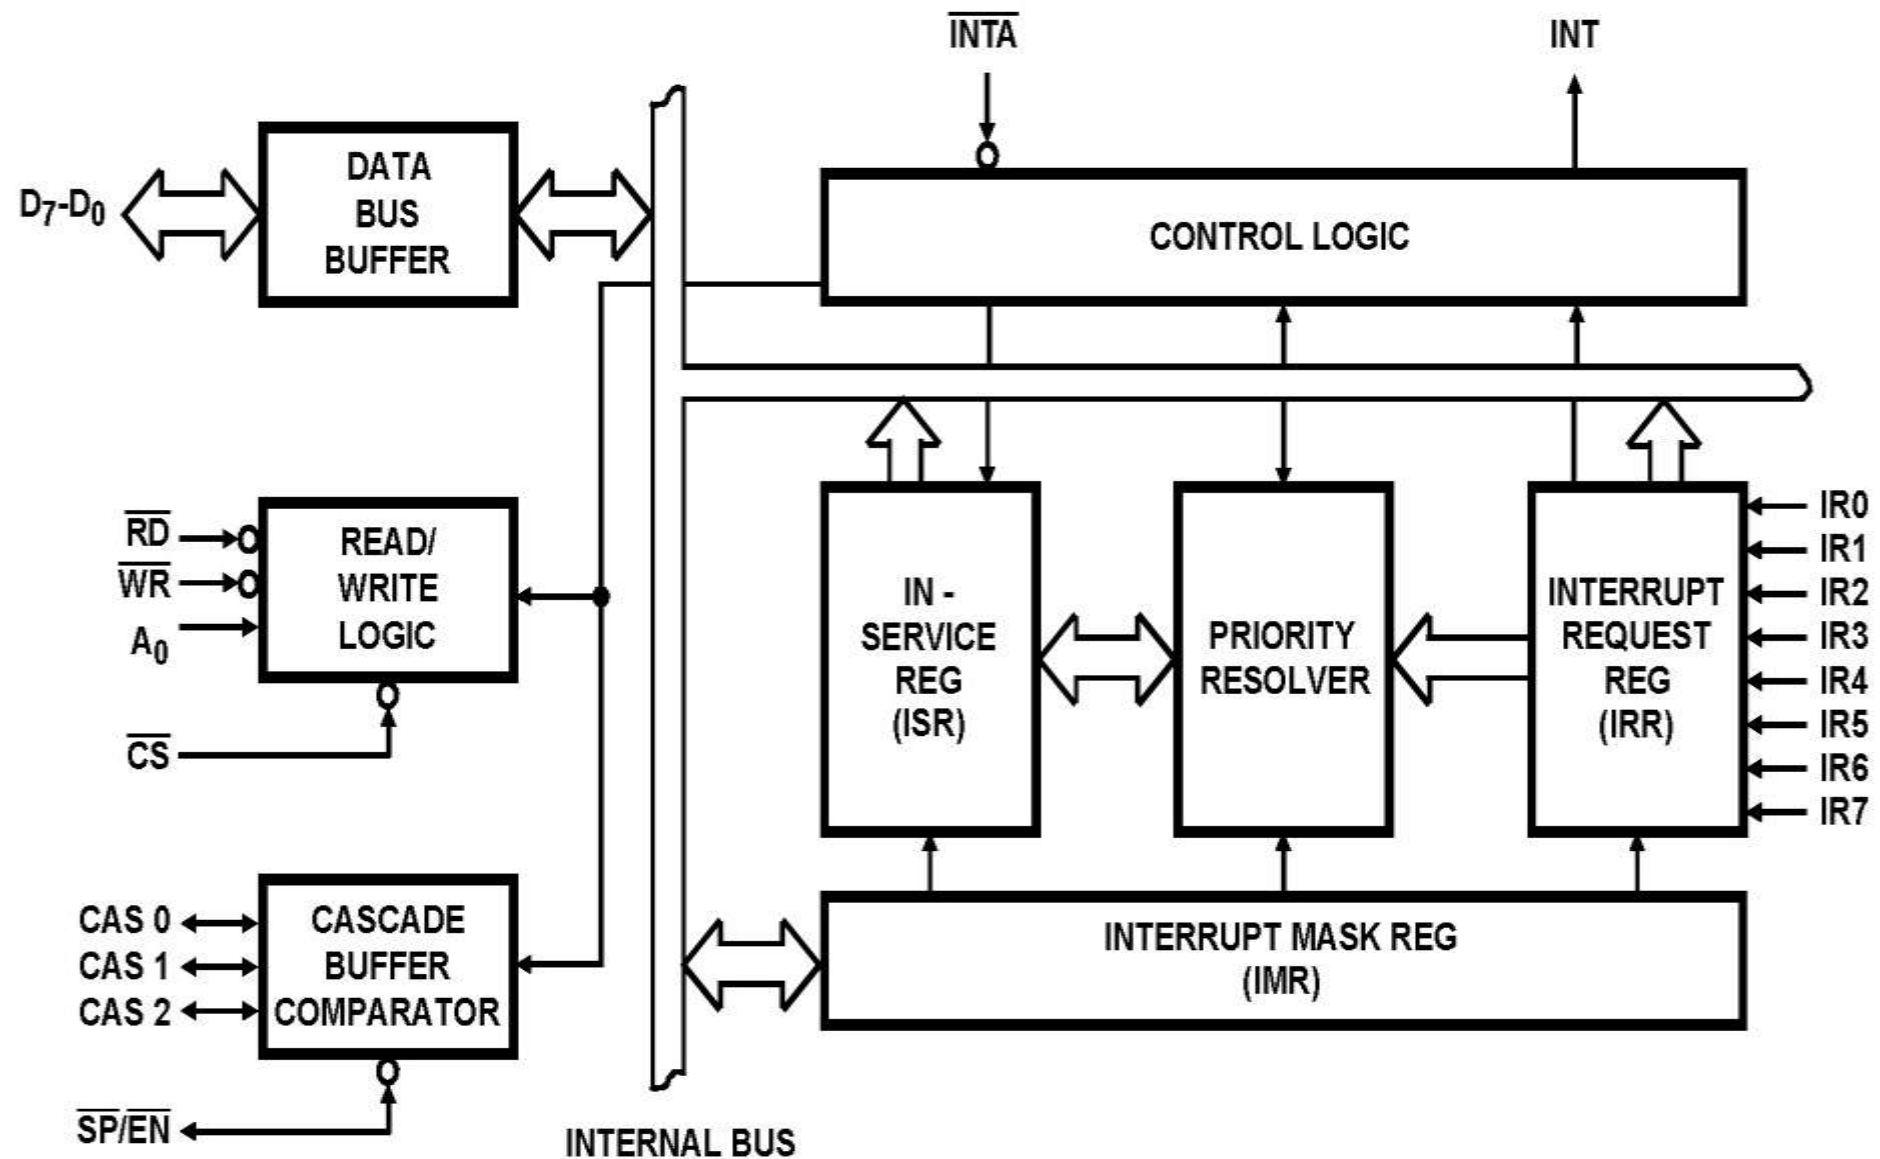 INTA
INT
D7-D0
DATA
BUS
BUFFER
CONTROL LOGIC
RD
WR
A0
CS
READ/
WRITE
LOGIC
IN -
SERVICE
REG
(ISR)
PRIORITY
RESOLVER
INTERRUPT
REQUEST
REG
(IRR)
IR0
IR1
IR2
IR3
IR4
IR5
IR6
IR7
CAS 0
CAS 1
CAS 2
CASCADE
BUFFER
COMPARATOR
INTERRUPT MASK REG
(IMR)
SP/EN
INTERNAL BUS